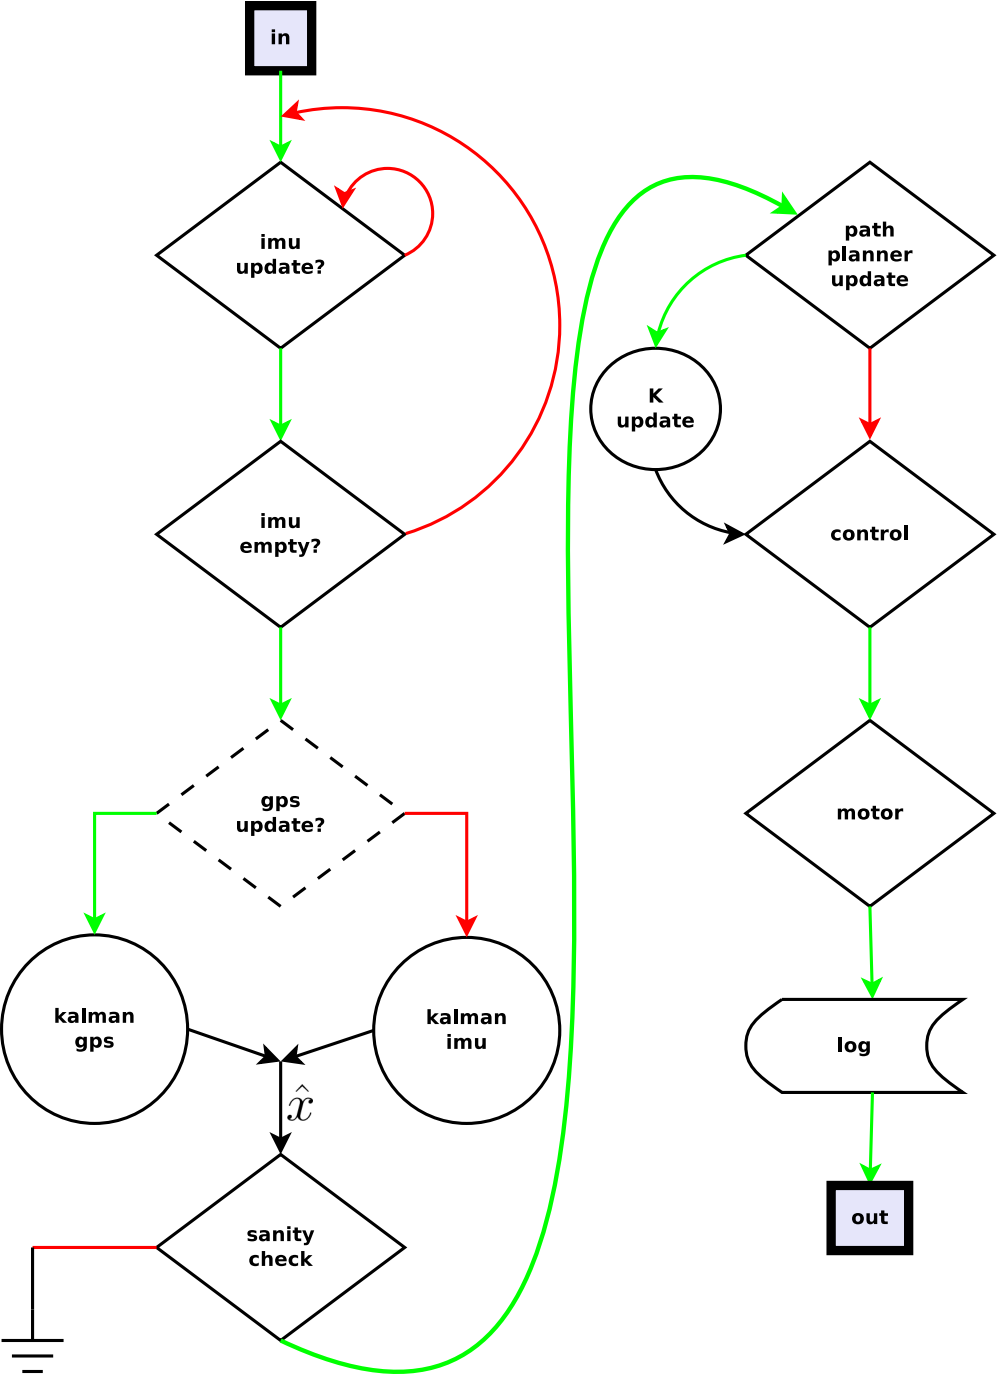 in
imu
update?
imu
empty?
gps
update?
kalman
gps
kalman
imu
x̂
sanity
check
path
planner
update
K
update
control
motor
log
out